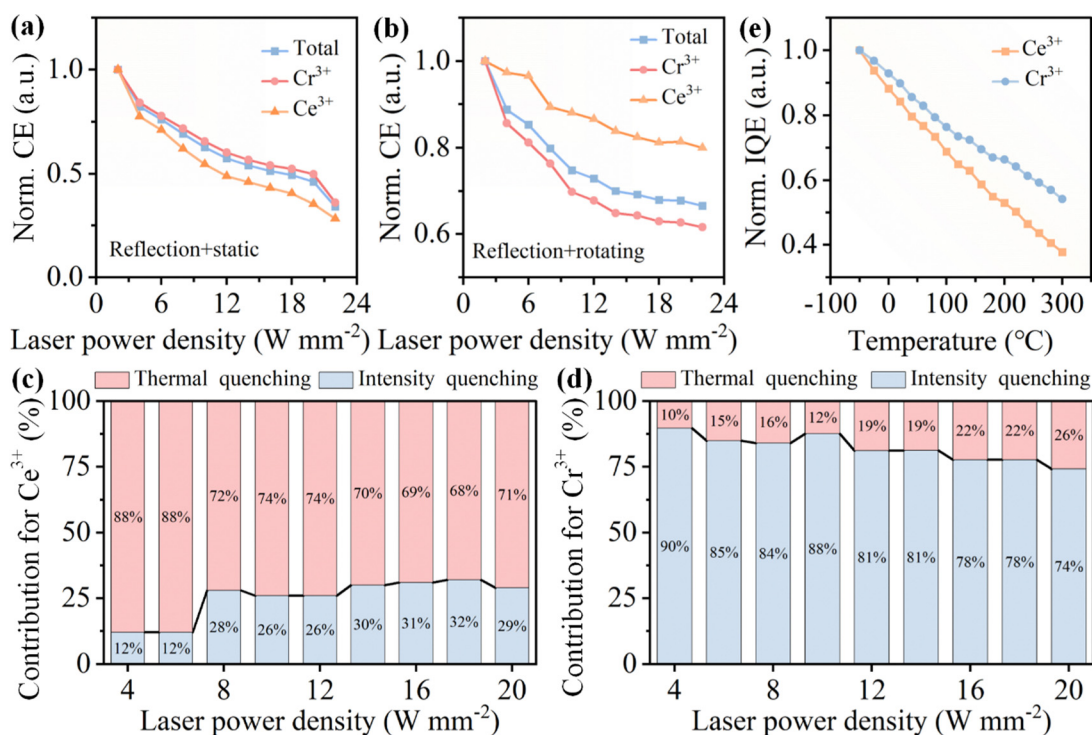 (a)
Total
Cr3+
Ce3+
Norm. CE (a.u.)
1.0
0.5
0.0
Reflection+static
0 6 12 18 24
Laser power density (W mm-2)
(b)
Total
Cr3+
Ce3+
Norm. CE (a.u.)
1.0
0.8
0.6
Reflection+rotating
0 6 12 18 24
Laser power density (W mm-2)
(e)
Ce3+
Cr3+
Norm. IQE (a.u.)
1.0
0.8
0.6
0.4
-100 0 100 200 300
Temperature (°C)
(c)
Thermal quenching Intensity quenching
Contribution for Ce3+ (%)
100
75
50
25
0
88% 88% 72% 74% 74% 70% 69% 68% 71%
12% 12% 28% 26% 26% 30% 31% 32% 29%
4 8 12 16 20
Laser power density (W mm-2)
(d)
Thermal quenching Intensity quenching
Contribution for Cr3+ (%)
100
75
50
25
0
10% 15% 16% 12% 19% 19% 22% 22% 26%
90% 85% 84% 88% 81% 81% 78% 78% 74%
4 8 12 16 20
Laser power density (W mm-2)